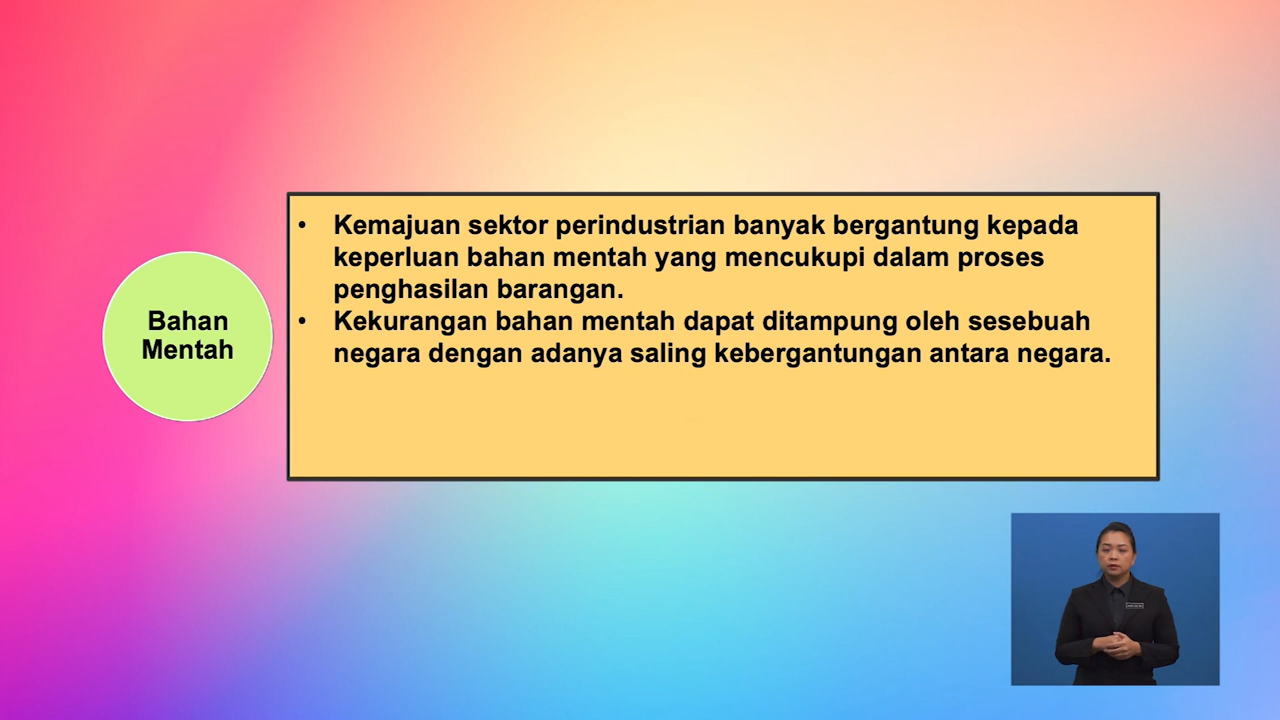 Bahan
Mentah
• Kemajuan sektor perindustrian banyak bergantung kepada
keperluan bahan mentah yang mencukupi dalam proses
penghasilan barangan.
• Kekurangan bahan mentah dapat ditampung oleh sesebuah
negara dengan adanya saling kebergantungan antara negara.